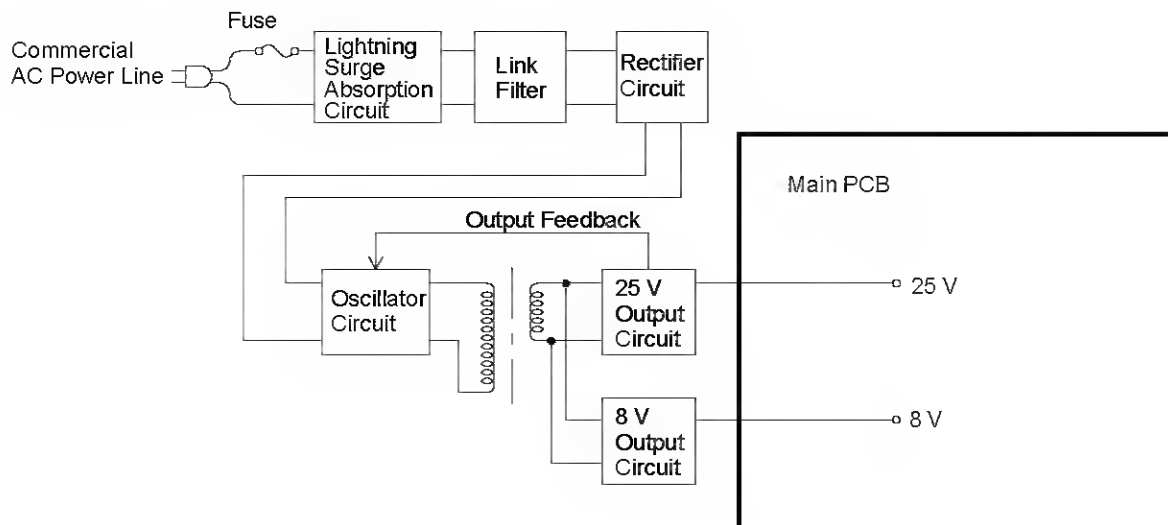 Fuse
Commercial
AC Power Line
Lightning
Surge
Absorption
Circuit
Link
Filter
Rectifier
Circuit
Main PCB
Output Feedback
Oscillator
Circuit
25 V
Output
Circuit
25 V
8 V
Output
Circuit
8 V